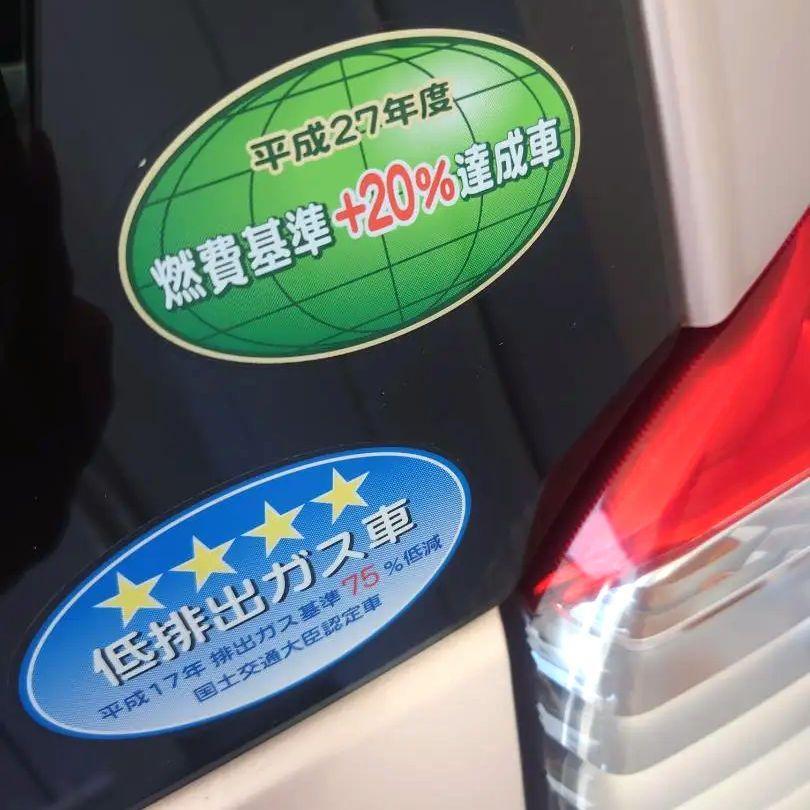 平成27年度
燃費基準+20%達成車
低排出ガス車
平成17年 排出ガス基準 75 %低減
国土交通大臣認定車